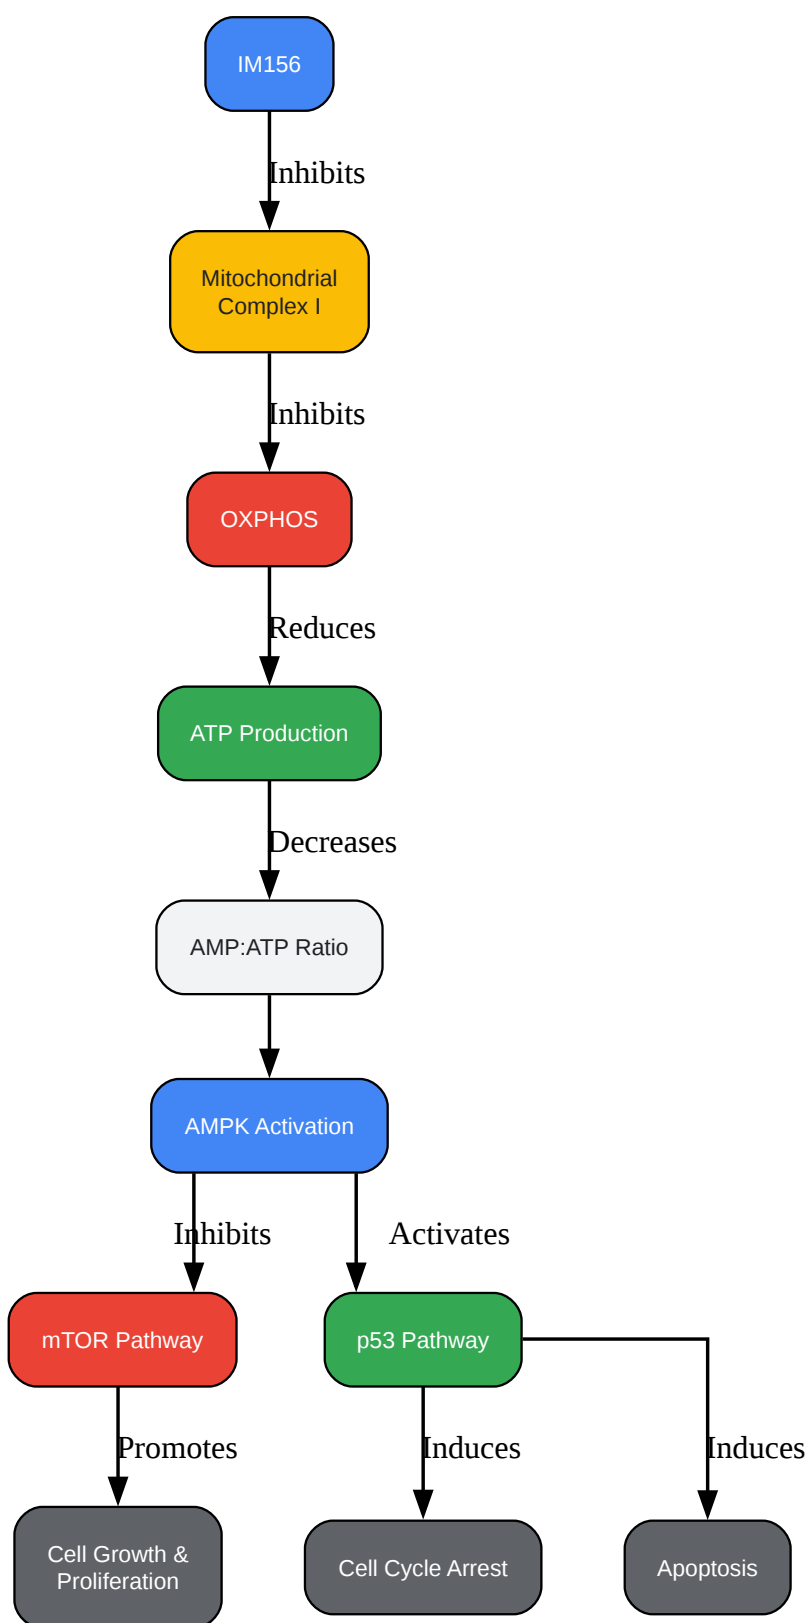 IM156
Inhibits
Mitochondrial
Complex I
Inhibits
OXPHOS
Reduces
ATP Production
Decreases
AMP:ATP Ratio
AMPK Activation
Inhibits
Activates
mTOR Pathway
p53 Pathway
Promotes
Induces
Induces
Cell Growth &
Proliferation
Cell Cycle Arrest
Apoptosis